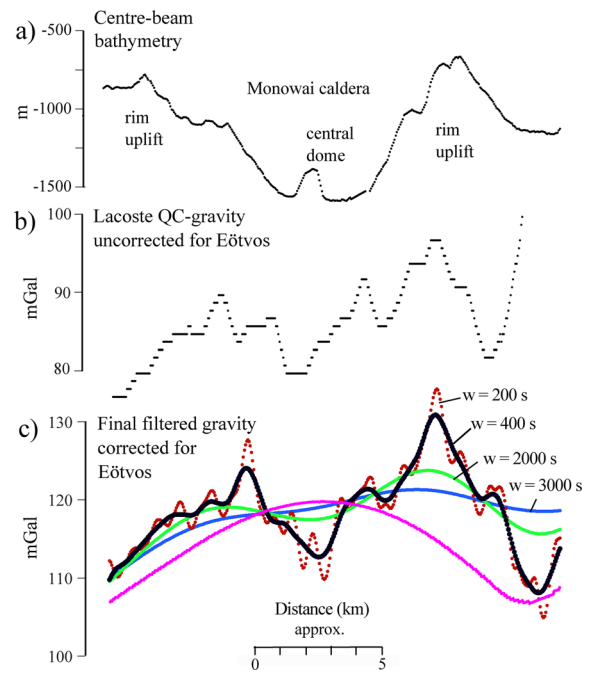 a)
Centre-beam
bathymetry
-500
-1000
-1500
m
Monowai caldera
rim
uplift
central
dome
rim
uplift
b)
Lacoste QC-gravity
uncorrected for Eötvos
100
90
80
mGal
c)
Final filtered gravity
corrected for
Eötvos
130
120
110
100
mGal
w = 200 s
w = 400 s
w = 2000 s
w = 3000 s
Distance (km)
approx.
0
5